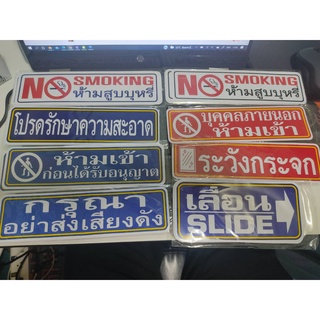 NO SMOKING
ห้ามสูบบุหรี่
NO SMOKING
ห้ามสูบบุหรี่
โปรดรักษาความสะอาด
บุคคลภายนอก
ห้ามเข้า
ห้ามเข้า
ก่อนได้รับอนุญาต
ระวังกระจก
กรุณา
อย่าส่งเสียงดัง
เลื่อน
SLIDE